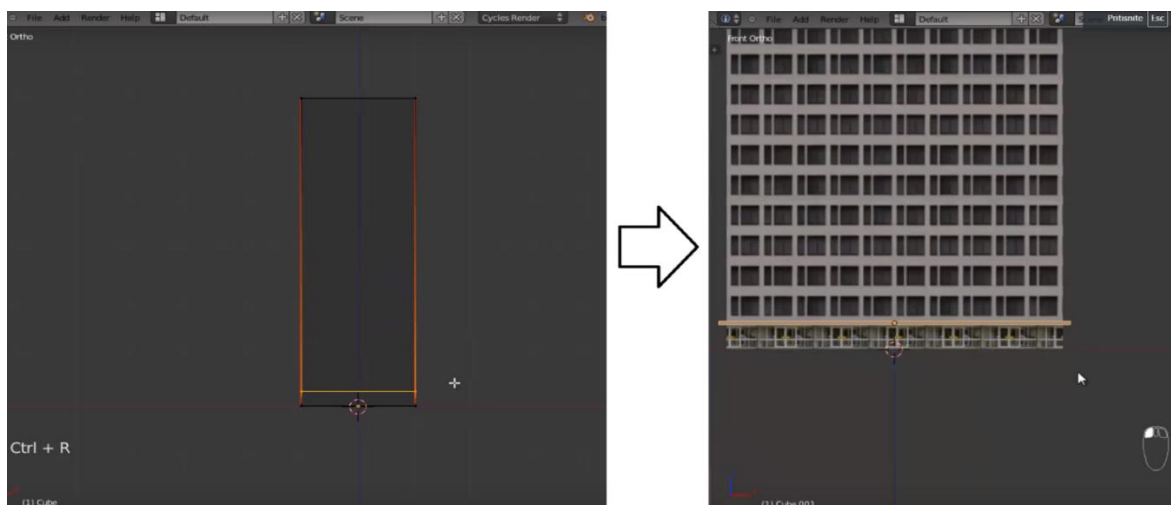 File Add Render Help Default Scene Cycles Render
Ortho
Ctrl + R
(1) Cube
File Add Render Help Default
Front Ortho
Esc
(1) Cube.001